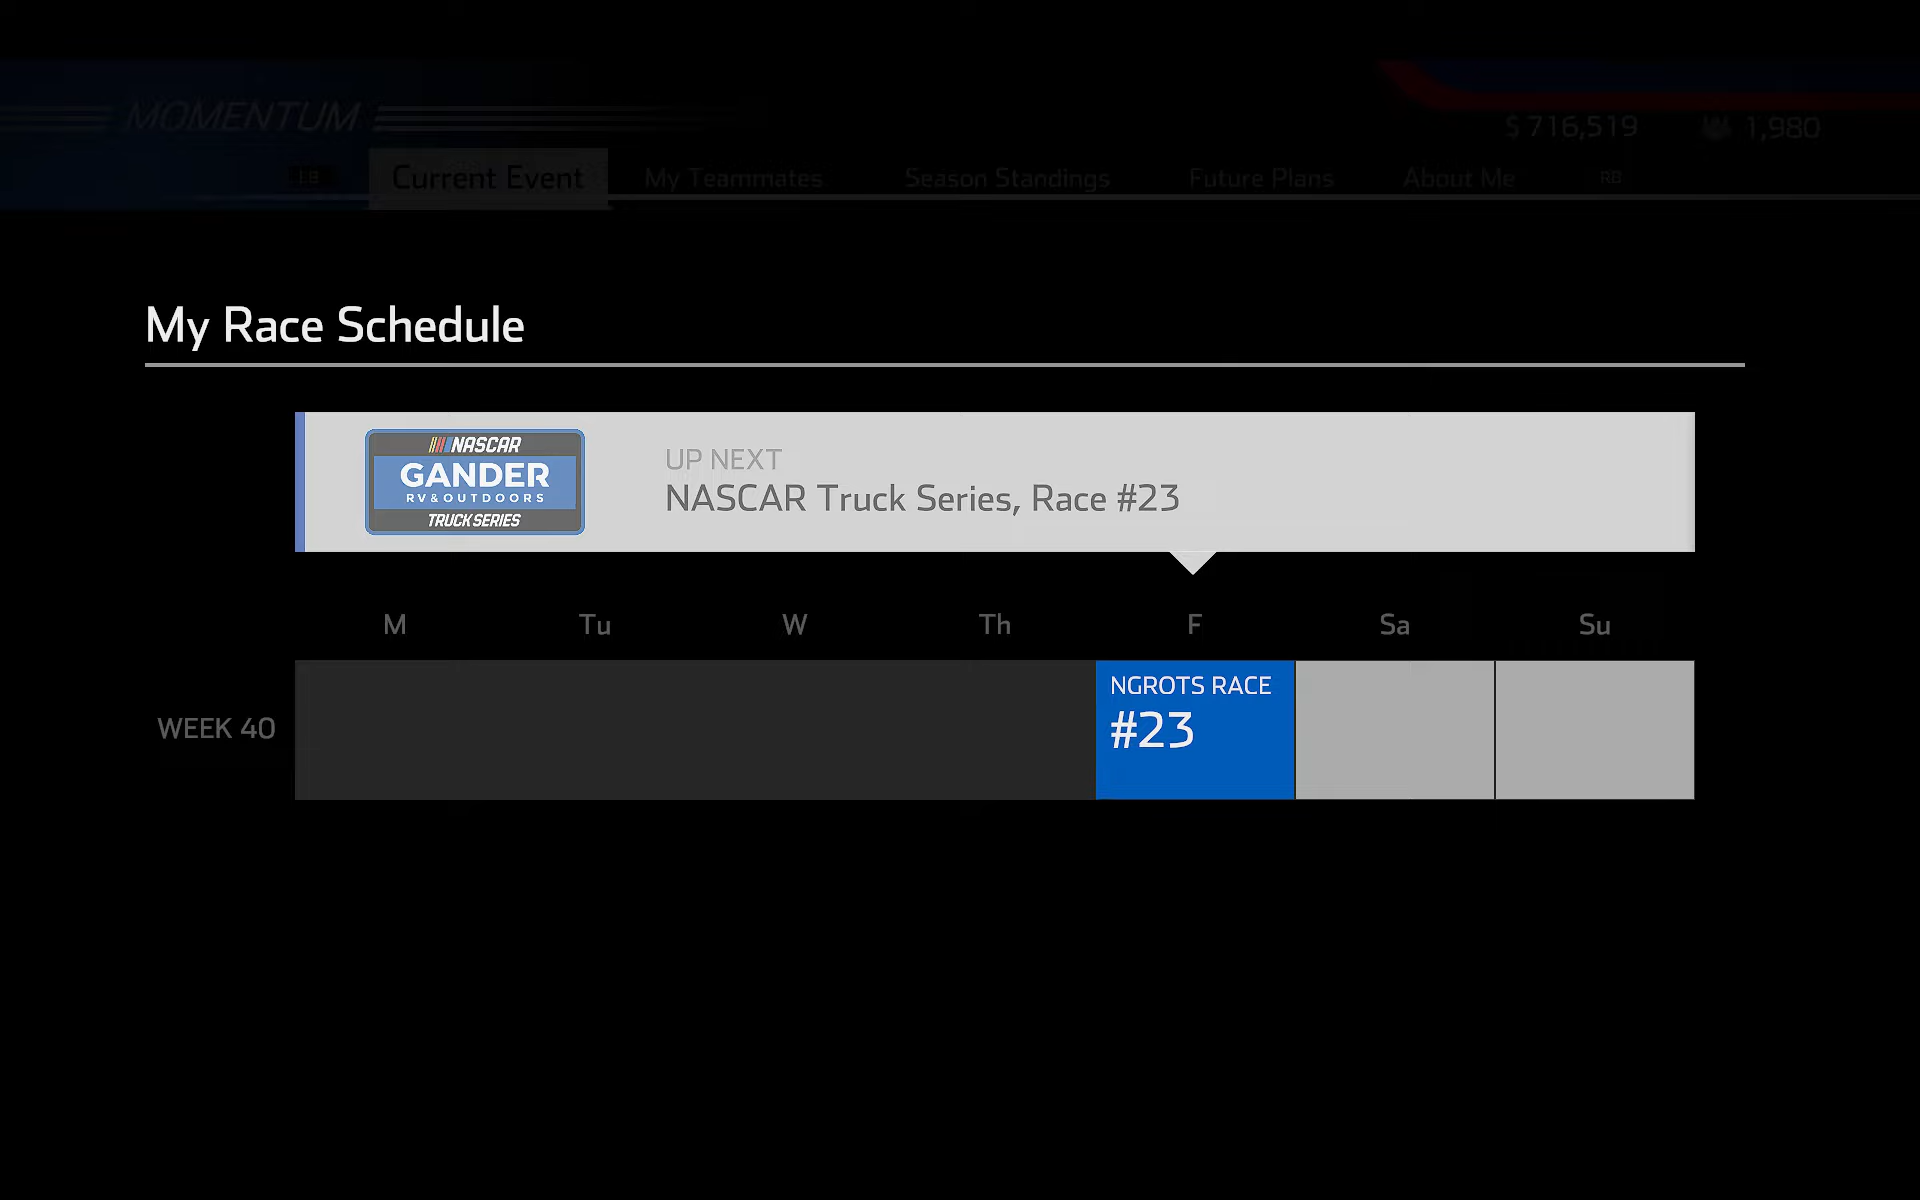 MOMENTUM
$ 716,519
1,980
Current Event
My Teammates
Season Standings
Future Plans
About Me
RB
My Race Schedule
NASCAR
GANDER
RV & OUTDOORS
TRUCK SERIES
UP NEXT
NASCAR Truck Series, Race #23
M
Tu
W
Th
F
Sa
Su
WEEK 40
NGROTS RACE
#23